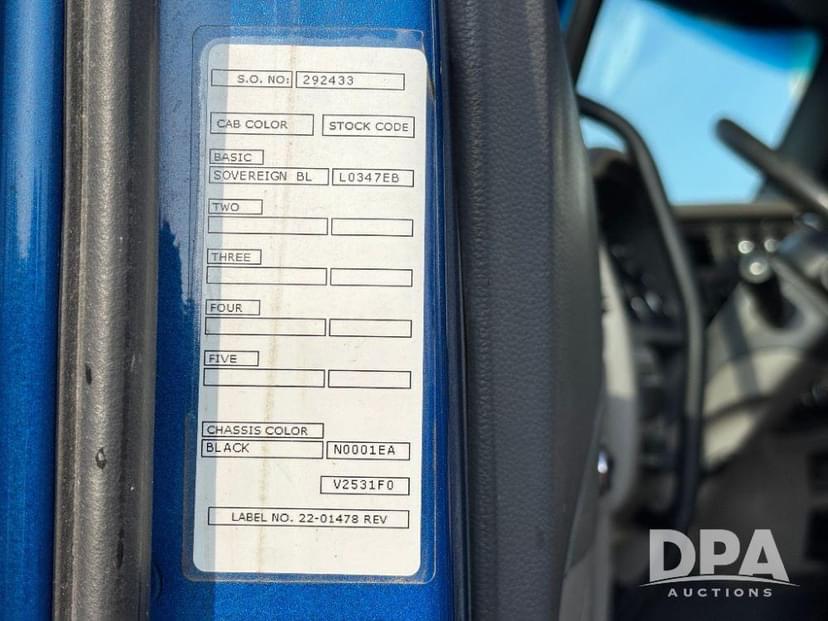 S.O. NO: 292433
CAB COLOR STOCK CODE
BASIC
SOVEREIGN BL L0347EB
TWO
THREE
FOUR
FIVE
CHASSIS COLOR
BLACK N0001EA
V2531F0
LABEL NO. 22-01478 REV
DPA
AUCTIONS